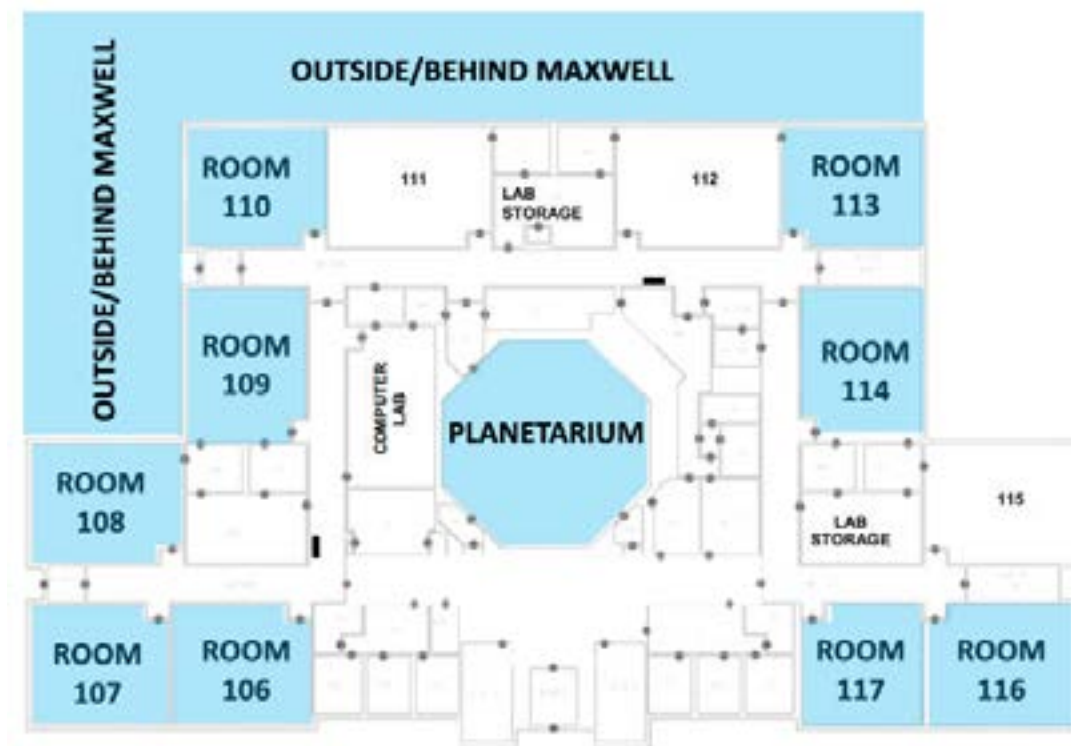 OUTSIDE/BEHIND MAXWELL
OUTSIDE/BEHIND MAXWELL
ROOM
110
111
LAB
STORAGE
112
ROOM
113
ROOM
109
COMPUTER
LAB
PLANETARIUM
ROOM
114
ROOM
108
LAB
STORAGE
115
ROOM
107
ROOM
106
ROOM
117
ROOM
116